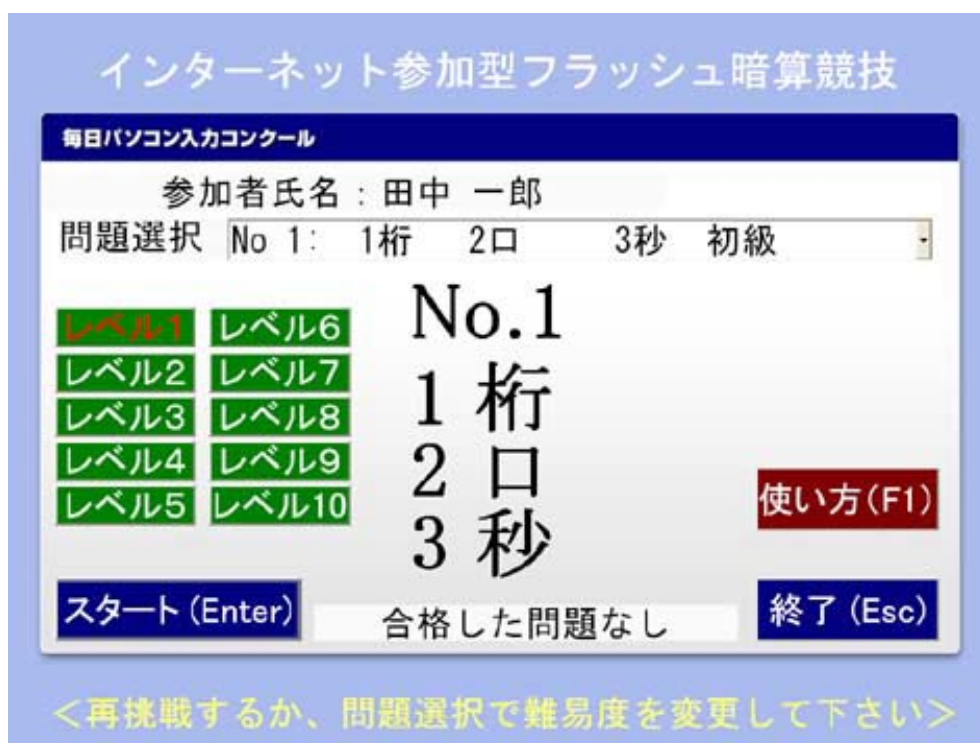 インターネット参加型フラッシュ暗算競技
毎日パソコン入力コンクール
参加者氏名：田中 一郎
問題選択 No 1: 1桁 2口 3秒 初級
No.1
1 桁
2 口
3 秒
レベル1 レベル6
レベル2 レベル7
レベル3 レベル8
レベル4 レベル9
レベル5 レベル10
使い方(F1)
スタート(Enter)
合格した問題なし
終了(Esc)
＜再挑戦するか、問題選択で難易度を変更して下さい＞